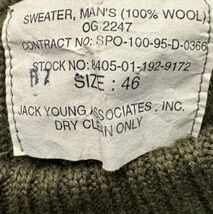 SWEATER, MAN'S (100% WOOL)
OG 2247
CONTRACT NO: SPO-100-95-D-0366
STOCK NO: 8405-01-192-9172
SIZE: 46
JACK YOUNG ASSOCIATES, INC.
DRY CLEAN ONLY